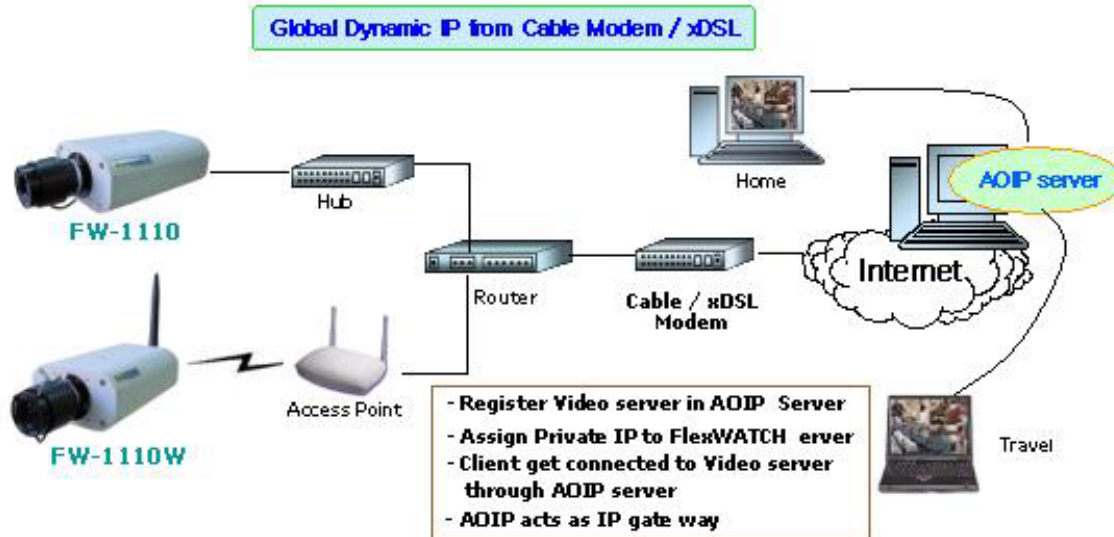 Global Dynamic IP from Cable Modem / xDSL
Home
AOIP server
Hub
FW-1110
Internet
Router
Cable / xDSL
Modem
Access Point
FW-1110W
- Register Video server in AOIP Server
- Assign Private IP to FlexWATCH erver
- Client get connected to Video server
through AOIP server
- AOIP acts as IP gate way
Travel